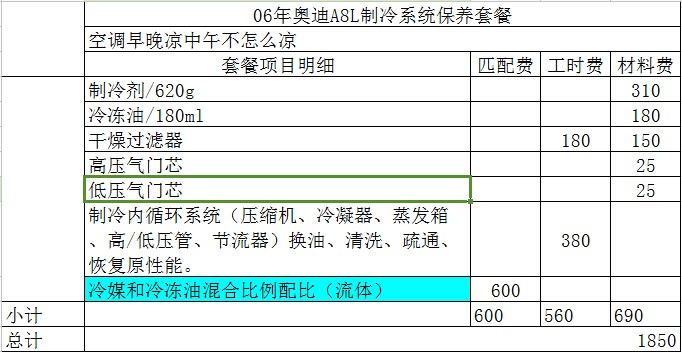 06年奥迪A8L制冷系统保养套餐
空调早晚凉中午不怎么凉
套餐项目明细 匹配费 工时费 材料费
制冷剂/620g 310
冷冻油/180ml 180
干燥过滤器 180 150
高压气门芯 25
低压气门芯 25
制冷内循环系统（压缩机、冷凝器、蒸发箱
、高/低压管、节流器）换油、清洗、疏通、
恢复原性能。 380
冷媒和冷冻油混合比例配比（流体） 600
小计 600 560 690
总计 1850